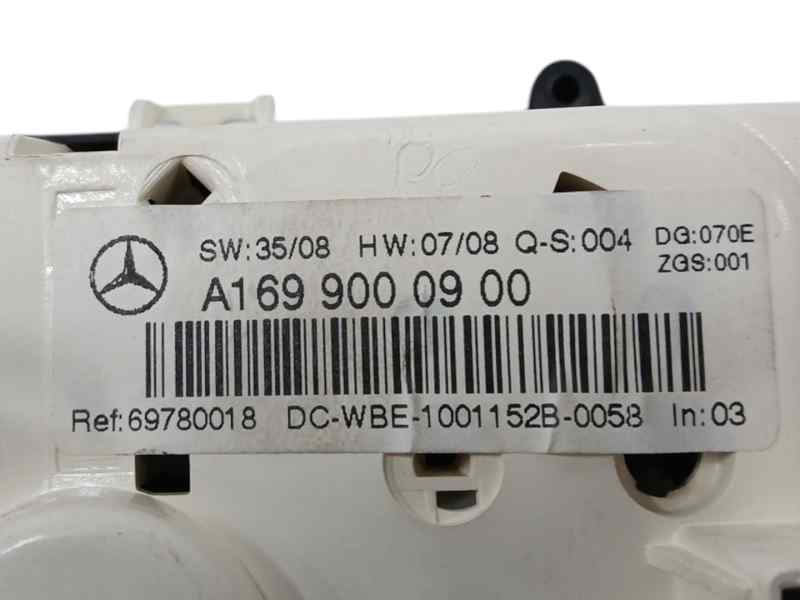 SW:35/08 HW:07/08 Q-S:004 DG:070E
ZGS:001
A169 900 09 00
Ref:69780018 DC-WBE-1001152B-0058 In:03